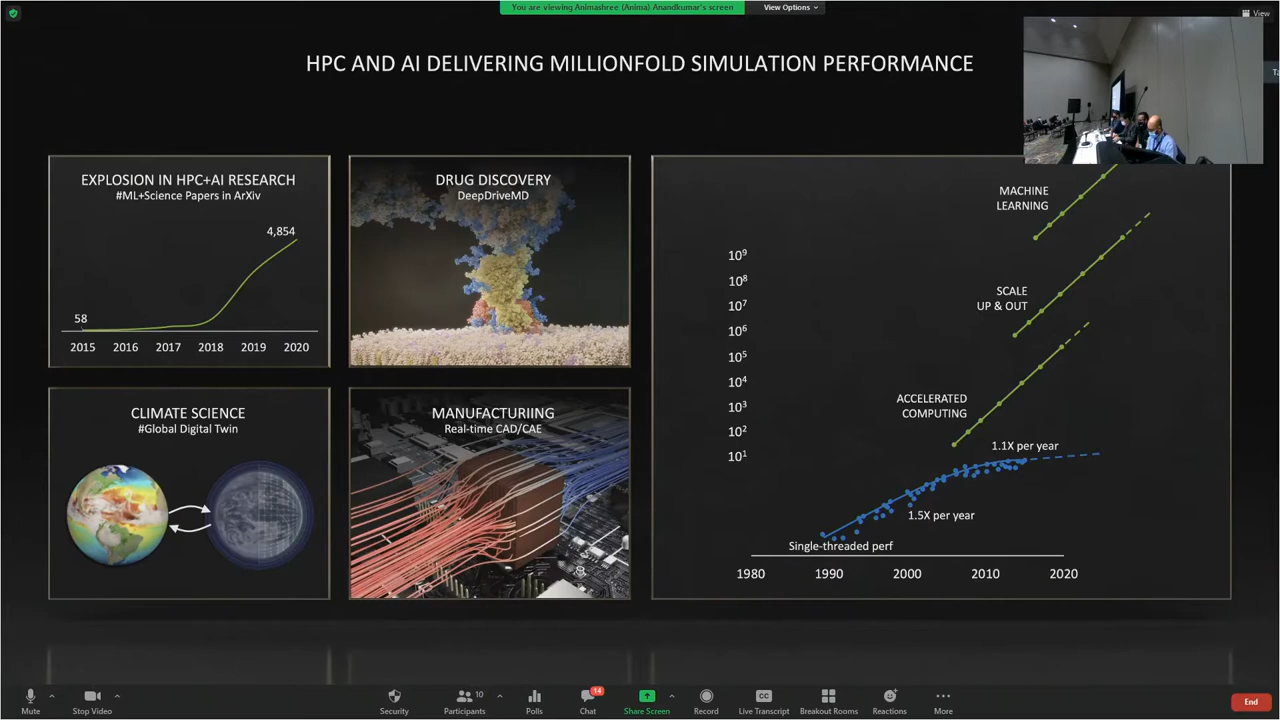 You are viewing Animashree (Anima) Anandkumar's screen
View Options
View
HPC AND AI DELIVERING MILLIONFOLD SIMULATION PERFORMANCE
EXPLOSION IN HPC+AI RESEARCH
#ML+Science Papers in ArXiv
4,854
58
2015 2016 2017 2018 2019 2020
DRUG DISCOVERY
DeepDriveMD
CLIMATE SCIENCE
#Global Digital Twin
MANUFACTURIING
Real-time CAD/CAE
MACHINE
LEARNING
10⁹
10⁸
SCALE
UP & OUT
10⁷
10⁶
10⁵
10⁴
ACCELERATED
COMPUTING
10³
10²
10¹
1.1X per year
1.5X per year
Single-threaded perf
1980 1990 2000 2010 2020
Mute
Stop Video
Security
10
Participants
Polls
14
Chat
Share Screen
Record
CC
Live Transcript
Breakout Rooms
Reactions
More
End